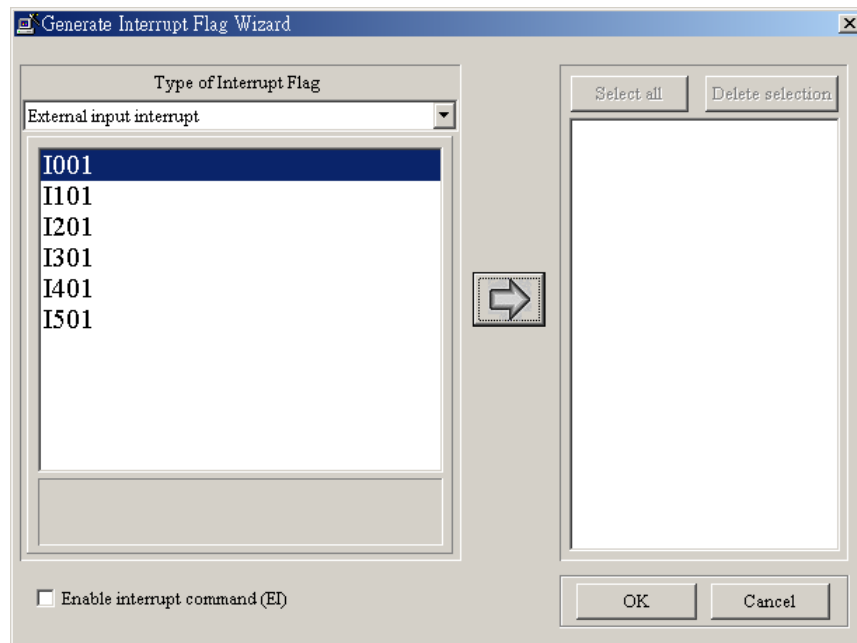 Generate Interrupt Flag Wizard
Type of Interrupt Flag
External input interrupt
I001
I101
I201
I301
I401
I501
Select all
Delete selection
Enable interrupt command (EI)
OK
Cancel